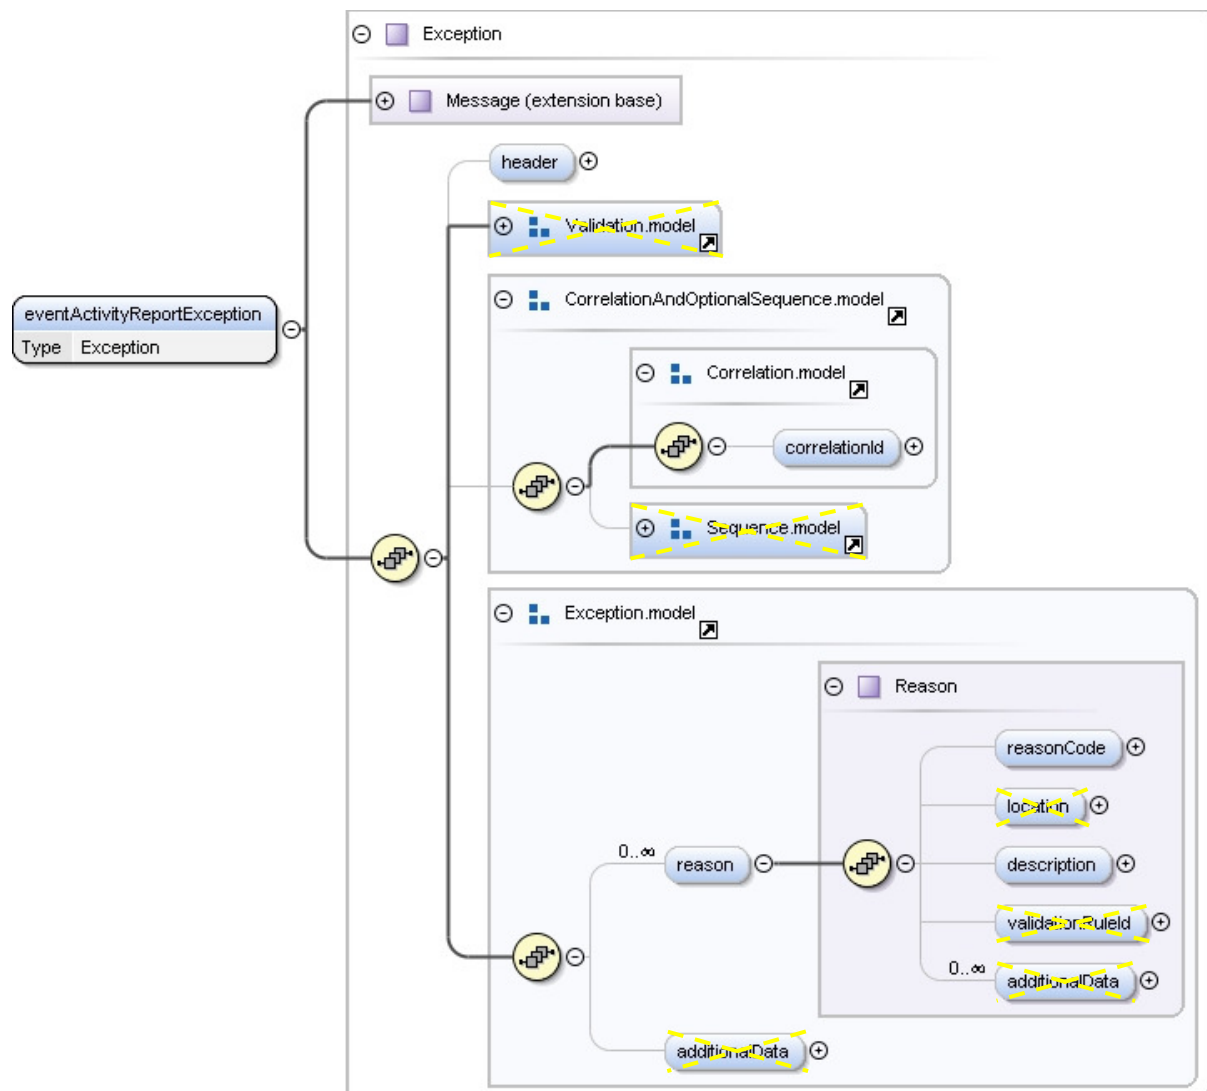 Exception
Message (extension base)
header
Validation.model
eventActivityReportException
Type Exception
CorrelationAndOptionalSequence.model
Correlation.model
correlationId
Sequence.model
Exception.model
Reason
reasonCode
location
0..∞
reason
description
validationRuleId
0..∞
additionalData
additionalData